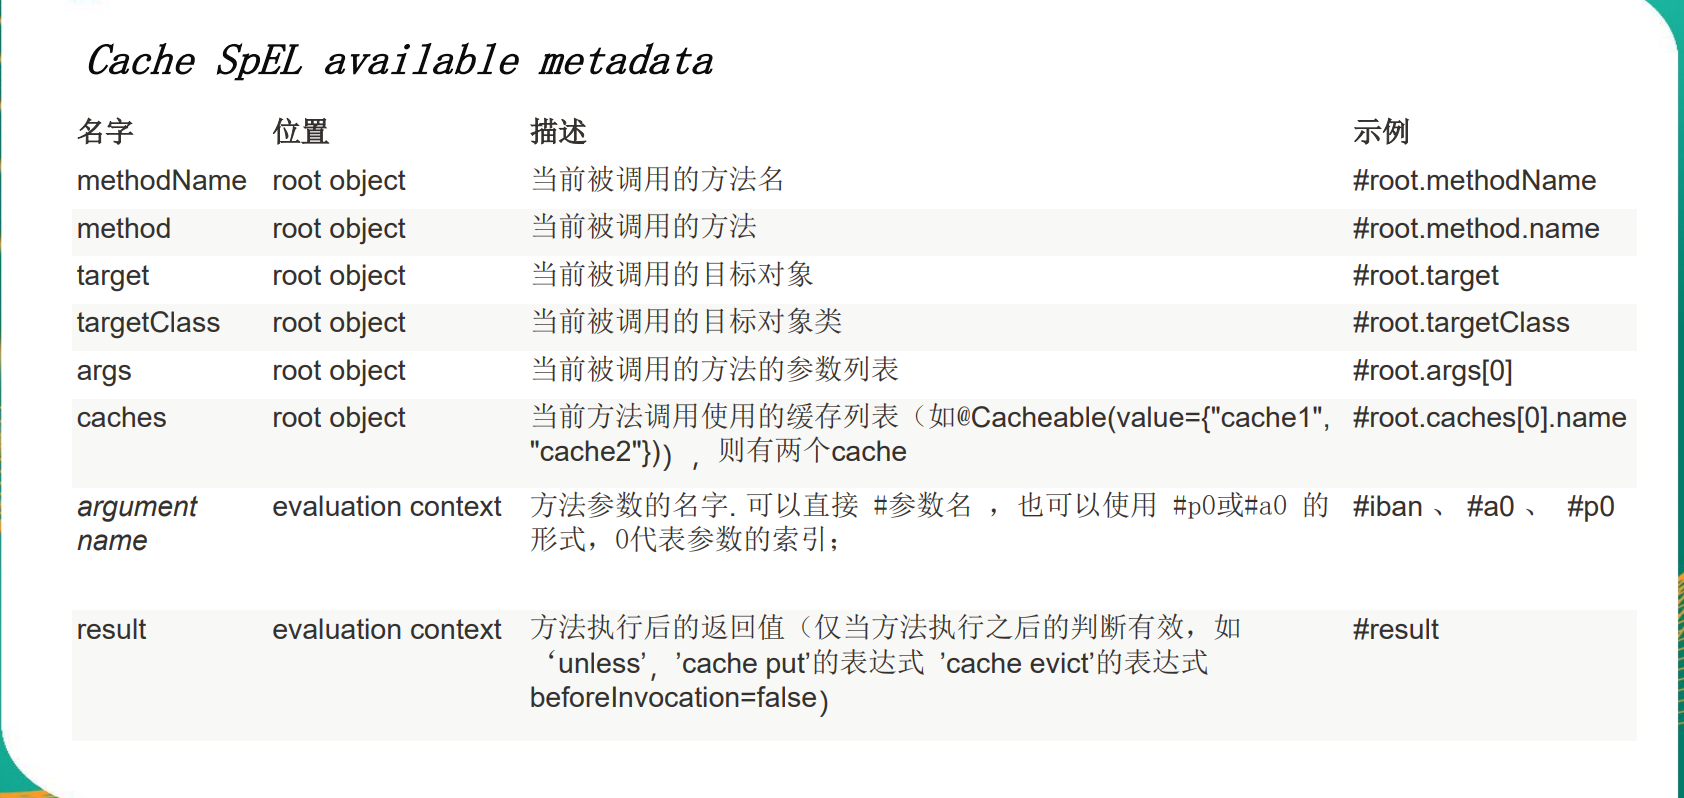 Cache SpEL available metadata
名字 位置 描述 示例
methodName root object 当前被调用的方法名 #root.methodName
method root object 当前被调用的方法 #root.method.name
target root object 当前被调用的目标对象 #root.target
targetClass root object 当前被调用的目标对象类 #root.targetClass
args root object 当前被调用的方法的参数列表 #root.args[0]
caches root object 当前方法调用使用的缓存列表（如@Cacheable(value={"cache1", #root.caches[0].name
"cache2"})），则有两个cache
argument evaluation context 方法参数的名字. 可以直接 #参数名 ，也可以使用 #p0或#a0 的 #iban 、 #a0 、 #p0
name 形式，0代表参数的索引；
result evaluation context 方法执行后的返回值（仅当方法执行之后的判断有效，如 #result
‘unless’，’cache put’的表达式 ’cache evict’的表达式
beforeInvocation=false）